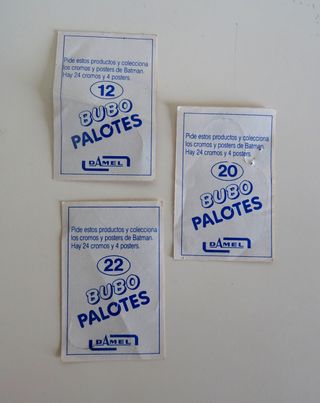 Pide estos productos y colecciona
los cromos y posters de Batman.
Hay 24 cromos y 4 posters.
12
BUBO
PALOTES
DAMEL
Pide estos productos y colecciona
los cromos y posters de Batman.
Hay 24 cromos y 4 posters.
20
BUBO
PALOTES
DAMEL
Pide estos productos y colecciona
los cromos y posters de Batman.
Hay 24 cromos y 4 posters.
22
BUBO
PALOTES
DAMEL